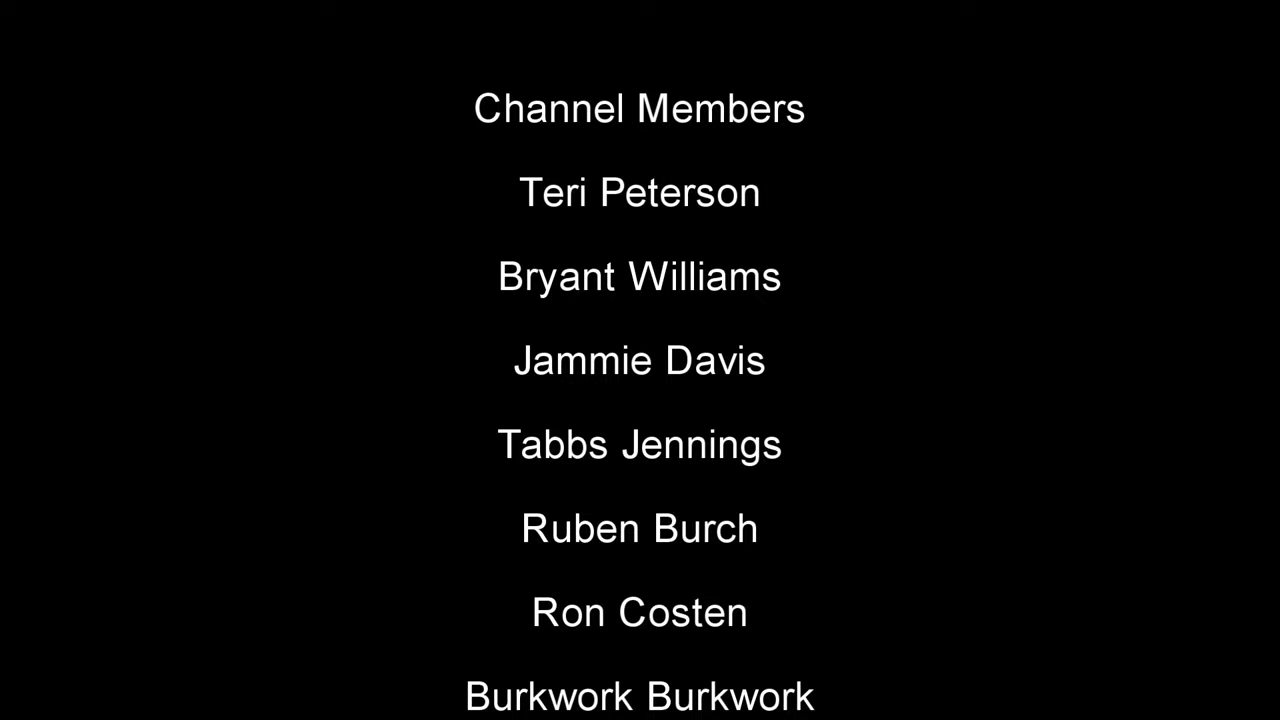 Channel Members
Teri Peterson
Bryant Williams
Jammie Davis
Tabbs Jennings
Ruben Burch
Ron Costen
Burkwork Burkwork